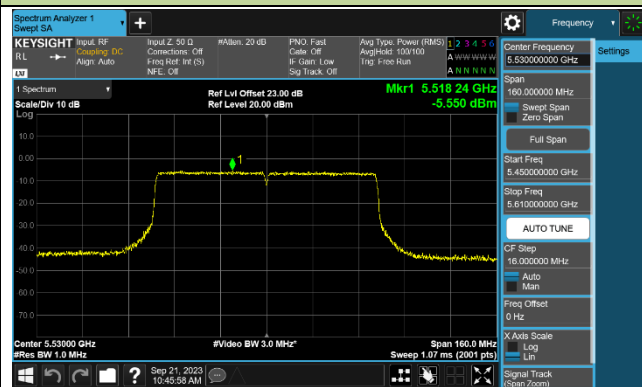 Spectrum Analyzer 1
Swept SA
+
Frequency
KEYSIGHT
RL
LXI
Input: RF
Coupling: DC
Align: Auto
Input Z: 50 Ω
Corrections: Off
Freq Ref: Int (S)
NFE: Off
#Atten: 20 dB
PNO: Fast
Gate: Off
IF Gain: Low
Sig Track: Off
Avg Type: Power (RMS)
Avg|Hold: 100/100
Trig: Free Run
1 2 3 4 5 6
A W W W W W
A N N N N N
1 Spectrum
Scale/Div 10 dB
Log
Ref Lvl Offset 23.00 dB
Ref Level 20.00 dBm
Mkr1 5.518 24 GHz
-5.550 dBm
10.0
0.00
1
-10.0
-20.0
-30.0
-40.0
-50.0
-60.0
-70.0
Center 5.53000 GHz
#Res BW 1.0 MHz
#Video BW 3.0 MHz*
Span 160.0 MHz
Sweep 1.07 ms (2001 pts)
Center Frequency
5.530000000 GHz
Settings
Span
160.000000 MHz
Swept Span
Zero Span
Full Span
Start Freq
5.450000000 GHz
Stop Freq
5.610000000 GHz
AUTO TUNE
CF Step
16.000000 MHz
Auto
Man
Freq Offset
0 Hz
X Axis Scale
Log
Lin
Signal Track
(Span Zoom)
?
Sep 21, 2023
10:45:58 AM